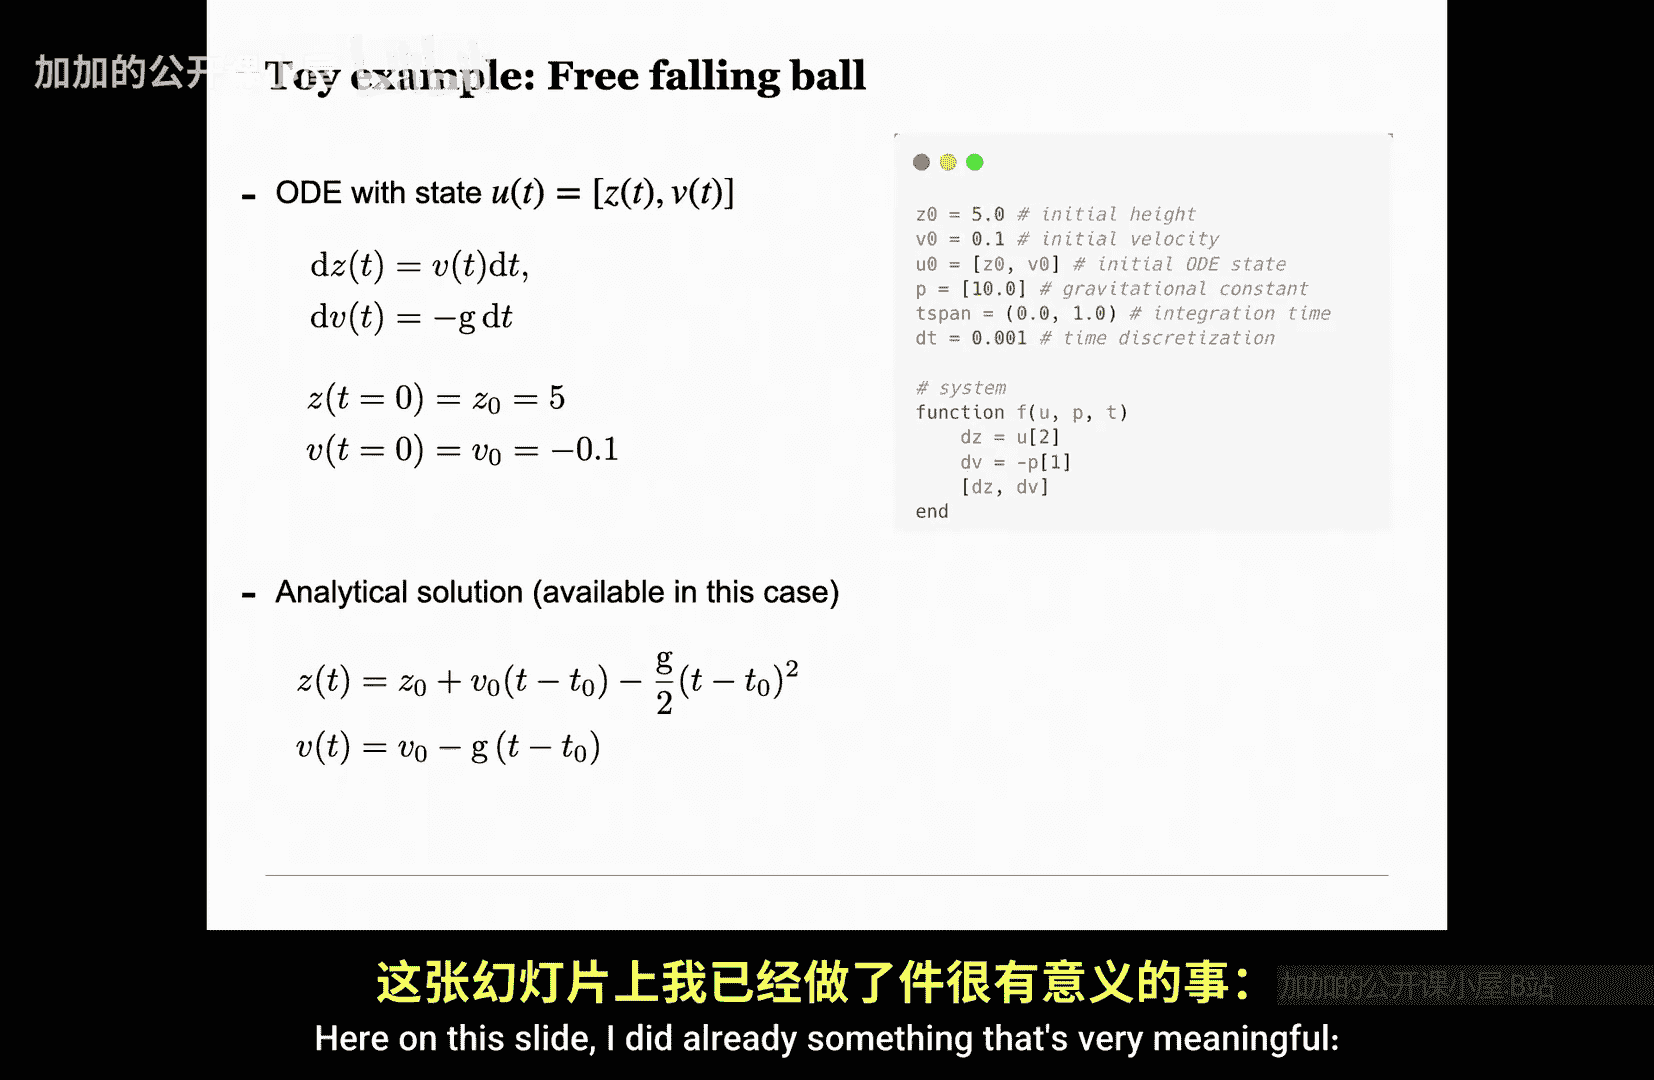 加加的公开
Toy example: Free falling ball
- ODE with state u(t) = [z(t), v(t)]
dz(t) = v(t)dt,
dv(t) = −g dt
z(t = 0) = z₀ = 5
v(t = 0) = v₀ = −0.1
z0 = 5.0 # initial height
v0 = 0.1 # initial velocity
u0 = [z0, v0] # initial ODE state
p = [10.0] # gravitational constant
tspan = (0.0, 1.0) # integration time
dt = 0.001 # time discretization
# system
function f(u, p, t)
dz = u[2]
dv = -p[1]
[dz, dv]
end
- Analytical solution (available in this case)
z(t) = z₀ + v₀(t − t₀) − g/2 (t − t₀)²
v(t) = v₀ − g (t − t₀)
这张幻灯片上我已经做了件很有意义的事：
加加的公开课小屋 B站
Here on this slide, I did already something that's very meaningful: